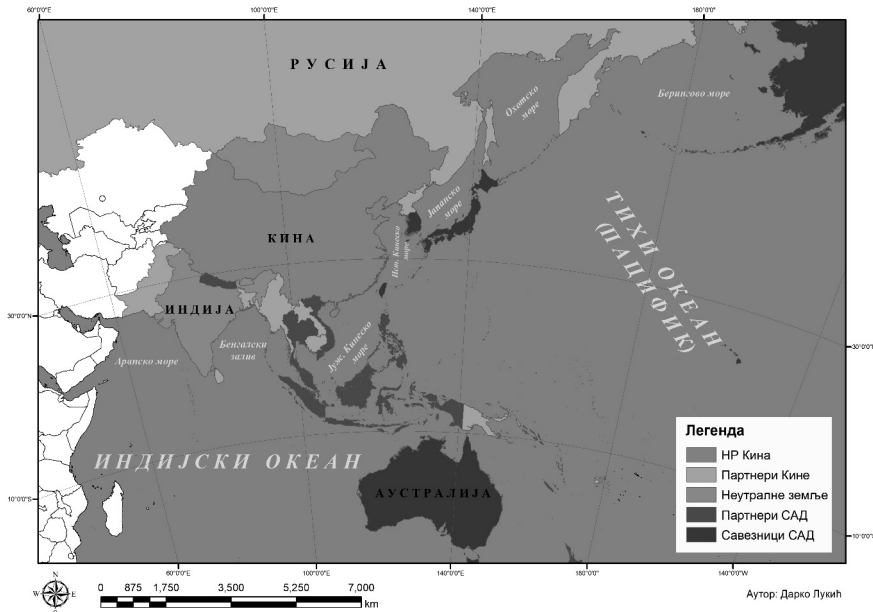 60°0'0"E
100°0'0"E
140°0'0"E
180°0'0"
РУСИЈА
Охотско
море
Берингово море
Јапанско
море
КИНА
Ист. Кинеско
море
ТИХИ ОКЕАН
(ПАЦИФИК)
30°0'0"N
ИНДИЈА
Бенгалски
залив
Арапско море
Јуж. Кинеско
море
30°0'0"N
ИНДИЈСКИ ОКЕАН
АУСТРАЛИЈА
10°0'0"S
10°0'0"S
Легенда
НР Кина
Партнери Кине
Неутралне земље
Партнери САД
Савезници САД
60°0'0"E
100°0'0"E
140°0'0"E
180°0'0"
140°0'0"W
N
W
E
S
0 875 1,750 3,500 5,250 7,000
km
Аутор: Дарко Лукић